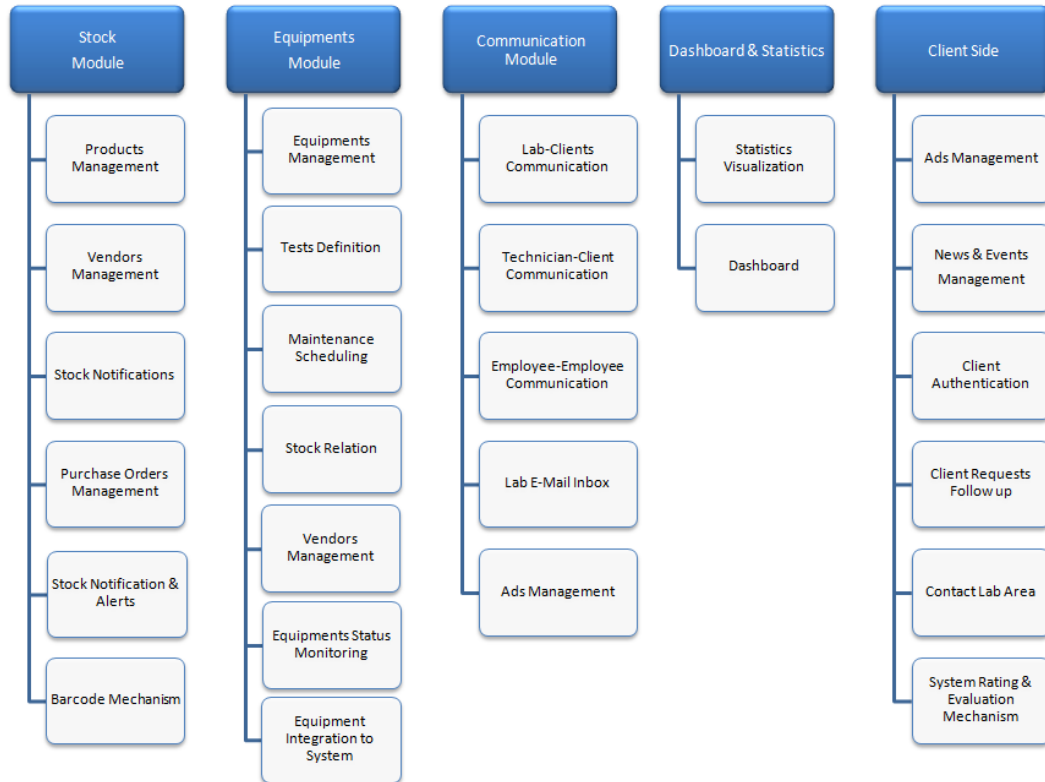 Stock
Module
Products
Management
Vendors
Management
Stock Notifications
Purchase Orders
Management
Stock Notification &
Alerts
Barcode Mechanism
Equipments
Module
Equipments
Management
Tests Definition
Maintenance
Scheduling
Stock Relation
Vendors
Management
Equipments Status
Monitoring
Equipment
Integration to
System
Communication
Module
Lab-Clients
Communication
Technician-Client
Communication
Employee-Employee
Communication
Lab E-Mail Inbox
Ads Management
Dashboard & Statistics
Statistics
Visualization
Dashboard
Client Side
Ads Management
News & Events
Management
Client
Authentication
Client Requests
Follow up
Contact Lab Area
System Rating &
Evaluation
Mechanism